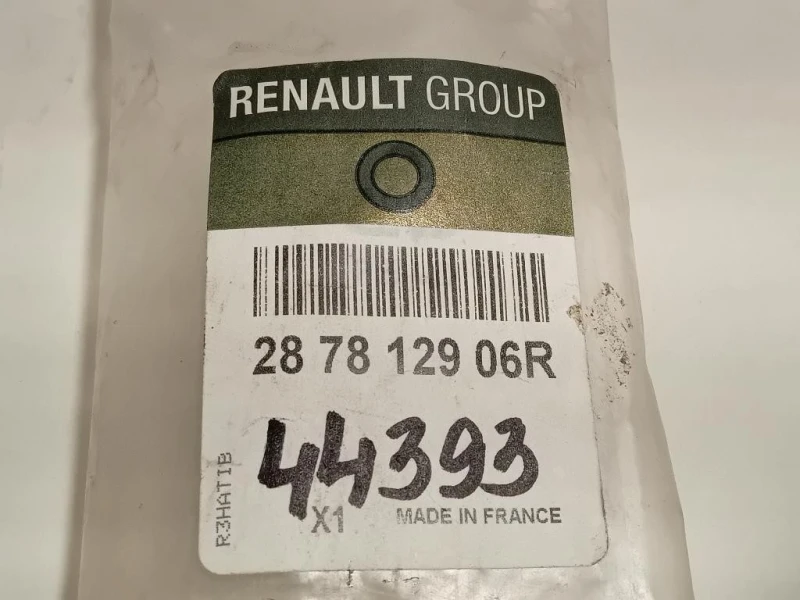 RENAULT GROUP
28 78 129 06R
44393
X1 MADE IN FRANCE
R3HATIB